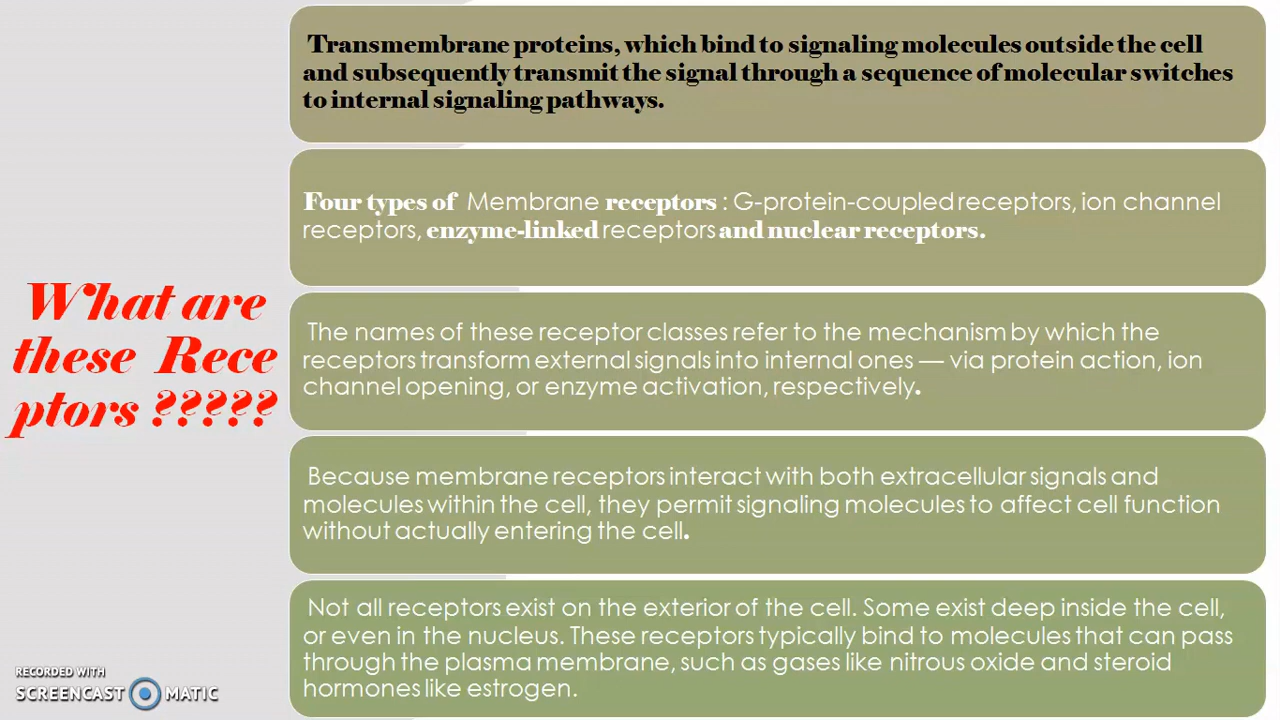 What are
these Rece
ptors ?????
Transmembrane proteins, which bind to signaling molecules outside the cell
and subsequently transmit the signal through a sequence of molecular switches
to internal signaling pathways.
Four types of Membrane receptors : G-protein-coupled receptors, ion channel
receptors, enzyme-linked receptors and nuclear receptors.
The names of these receptor classes refer to the mechanism by which the
receptors transform external signals into internal ones — via protein action, ion
channel opening, or enzyme activation, respectively.
Because membrane receptors interact with both extracellular signals and
molecules within the cell, they permit signaling molecules to affect cell function
without actually entering the cell.
Not all receptors exist on the exterior of the cell. Some exist deep inside the cell,
or even in the nucleus. These receptors typically bind to molecules that can pass
through the plasma membrane, such as gases like nitrous oxide and steroid
hormones like estrogen.
RECORDED WITH
SCREENCAST MATIC